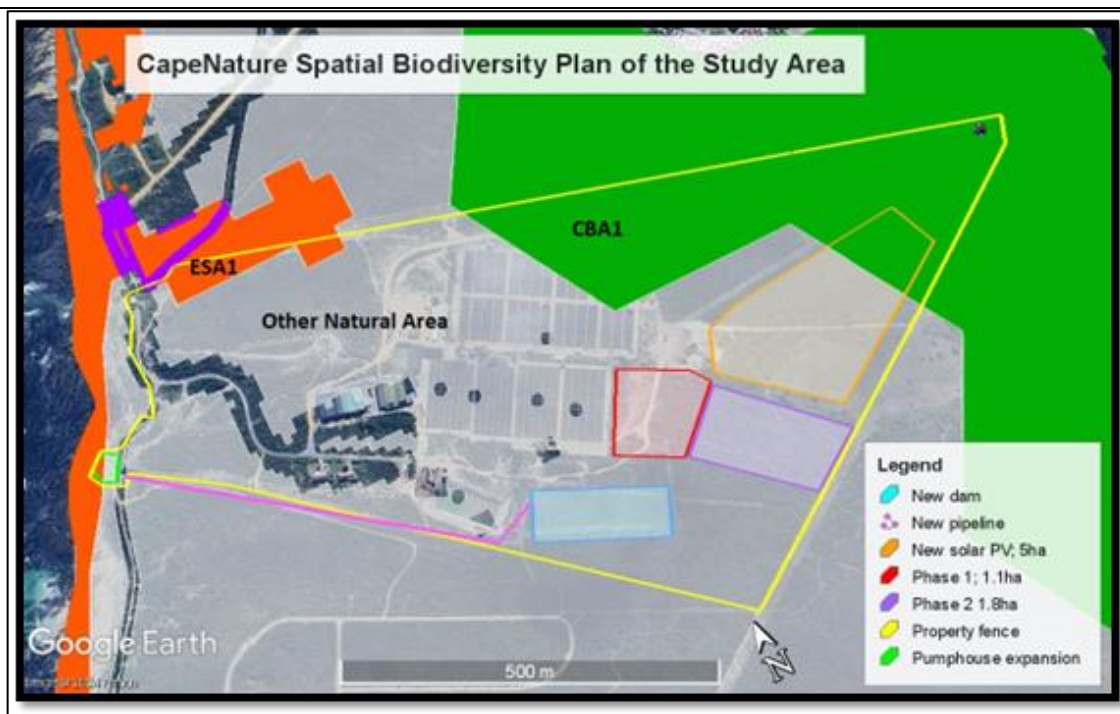 CapeNature Spatial Biodiversity Plan of the Study Area
CBA1
ESA1
Other Natural Area
Legend
New dam
New pipeline
New solar PV; 5ha
Phase 1; 1.1ha
Phase 2 1.8ha
Property fence
Pumphouse expansion
Google Earth
N
500 m